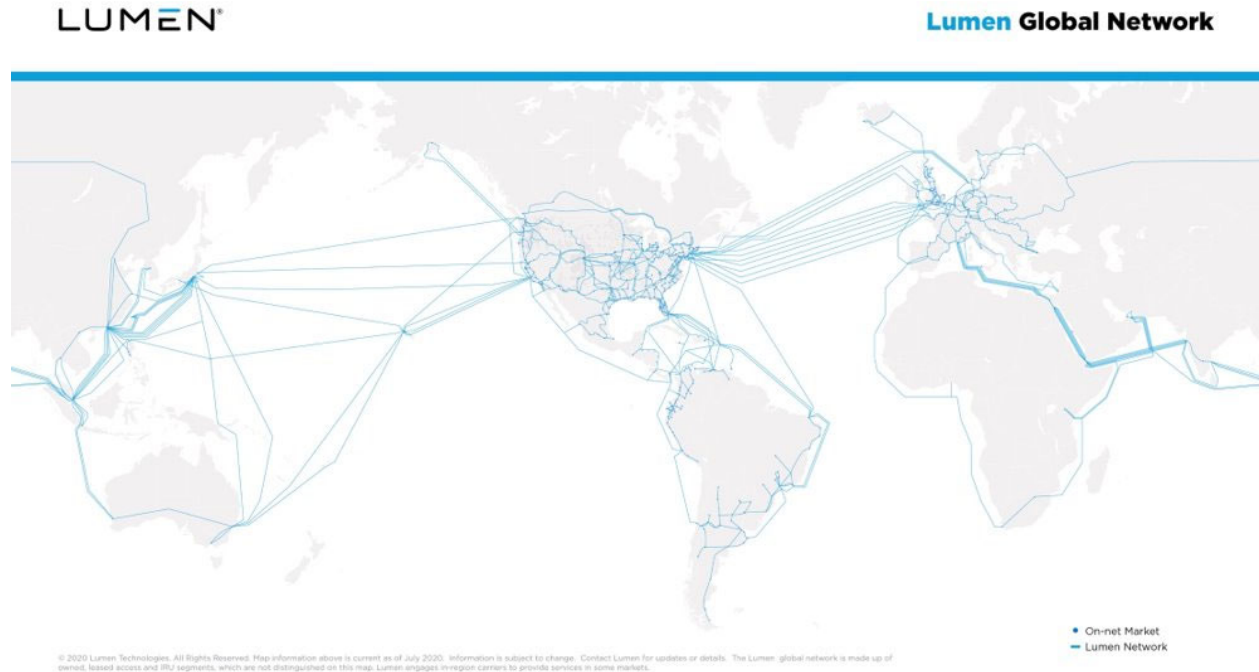 LUMEN®
Lumen Global Network
On-net Market
Lumen Network
© 2020 Lumen Technologies. All Rights Reserved. Map information above is current as of July 2020. Information is subject to change. Contact Lumen for updates or details. The Lumen global network is made up of
owned, leased access and IRU segments, which are not distinguished on this map. Lumen engages in-region carriers to provide services in some markets.